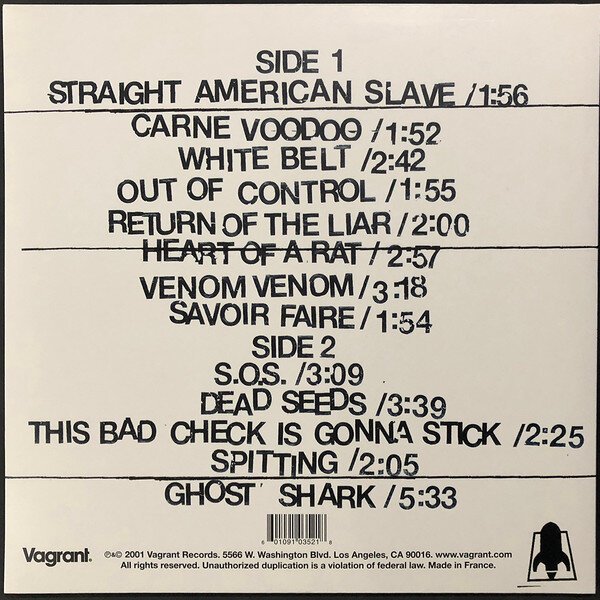 SIDE 1
STRAIGHT AMERICAN SLAVE /1:56
CARNE VOODOO /1:52
WHITE BELT /2:42
OUT OF CONTROL /1:55
RETURN OF THE LIAR /2:00
HEART OF A RAT /2:57
VENOM VENOM /3:18
SAVOIR FAIRE /1:54
SIDE 2
S.O.S. /3:09
DEAD SEEDS /3:39
THIS BAD CHECK IS GONNA STICK /2:25
SPITTING /2:05
GHOST SHARK /5:33
6 01091 03521 8
Vagrant®
℗&© 2001 Vagrant Records. 5566 W. Washington Blvd. Los Angeles, CA 90016. www.vagrant.com
All rights reserved. Unauthorized duplication is a violation of federal law. Made in France.